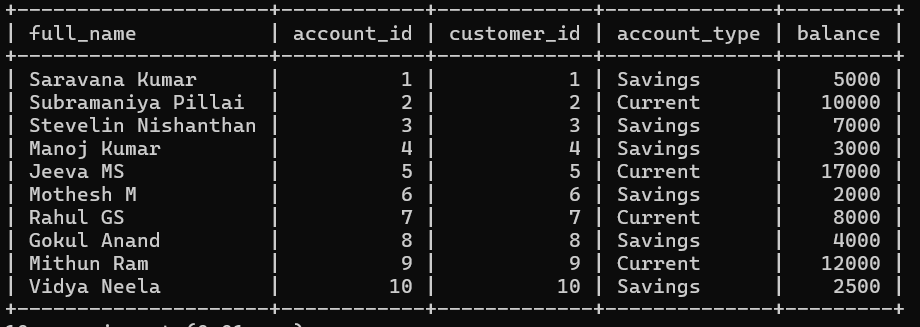 +---------------------+------------+-------------+--------------+---------+
| full_name           | account_id | customer_id | account_type | balance |
+---------------------+------------+-------------+--------------+---------+
| Saravana Kumar      |          1 |           1 | Savings      |    5000 |
| Subramaniya Pillai  |          2 |           2 | Current      |   10000 |
| Stevelin Nishanthan |          3 |           3 | Savings      |    7000 |
| Manoj Kumar         |          4 |           4 | Savings      |    3000 |
| Jeeva MS            |          5 |           5 | Current      |   17000 |
| Mothesh M           |          6 |           6 | Savings      |    2000 |
| Rahul GS            |          7 |           7 | Current      |    8000 |
| Gokul Anand         |          8 |           8 | Savings      |    4000 |
| Mithun Ram          |          9 |           9 | Current      |   12000 |
| Vidya Neela         |         10 |          10 | Savings      |    2500 |
+---------------------+------------+-------------+--------------+---------+